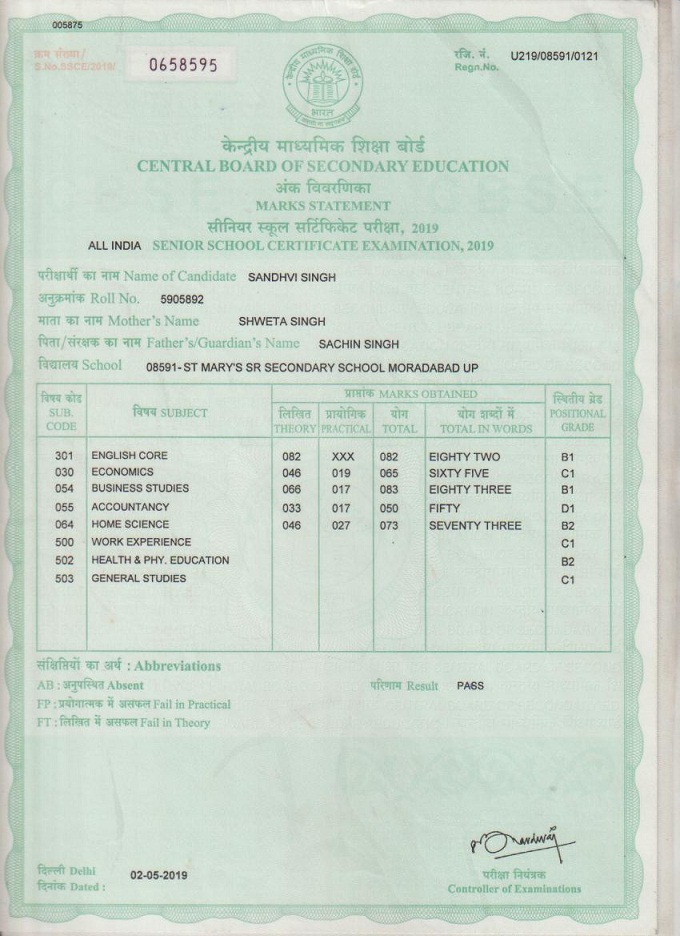 005875
क्रम संख्या /
S.No.SSCE/2019/ 0658595
रजि. नं. U219/08591/0121
Regn.No.
केन्द्रीय माध्यमिक शिक्षा बोर्ड
भारत
केन्द्रीय माध्यमिक शिक्षा बोर्ड
CENTRAL BOARD OF SECONDARY EDUCATION
अंक विवरणिका
MARKS STATEMENT
सीनियर स्कूल सर्टिफिकेट परीक्षा, 2019
ALL INDIA SENIOR SCHOOL CERTIFICATE EXAMINATION, 2019
परीक्षार्थी का नाम Name of Candidate SANDHVI SINGH
अनुक्रमांक Roll No. 5905892
माता का नाम Mother's Name SHWETA SINGH
पिता/संरक्षक का नाम Father's/Guardian's Name SACHIN SINGH
विद्यालय School 08591-ST MARY'S SR SECONDARY SCHOOL MORADABAD UP
विषय कोड SUB. CODE
विषय SUBJECT
प्राप्तांक MARKS OBTAINED
लिखित THEORY
प्रायोगिक PRACTICAL
योग TOTAL
योग शब्दों में TOTAL IN WORDS
स्थितीय ग्रेड POSITIONAL GRADE
301 ENGLISH CORE 082 XXX 082 EIGHTY TWO B1
030 ECONOMICS 046 019 065 SIXTY FIVE C1
054 BUSINESS STUDIES 066 017 083 EIGHTY THREE B1
055 ACCOUNTANCY 033 017 050 FIFTY D1
064 HOME SCIENCE 046 027 073 SEVENTY THREE B2
500 WORK EXPERIENCE C1
502 HEALTH & PHY. EDUCATION B2
503 GENERAL STUDIES C1
संक्षिप्तियों का अर्थ : Abbreviations
AB : अनुपस्थित Absent
परिणाम Result PASS
FP : प्रयोगात्मक में असफल Fail in Practical
FT : लिखित में असफल Fail in Theory
दिल्ली Delhi
दिनांक Dated : 02-05-2019
परीक्षा नियंत्रक
Controller of Examinations